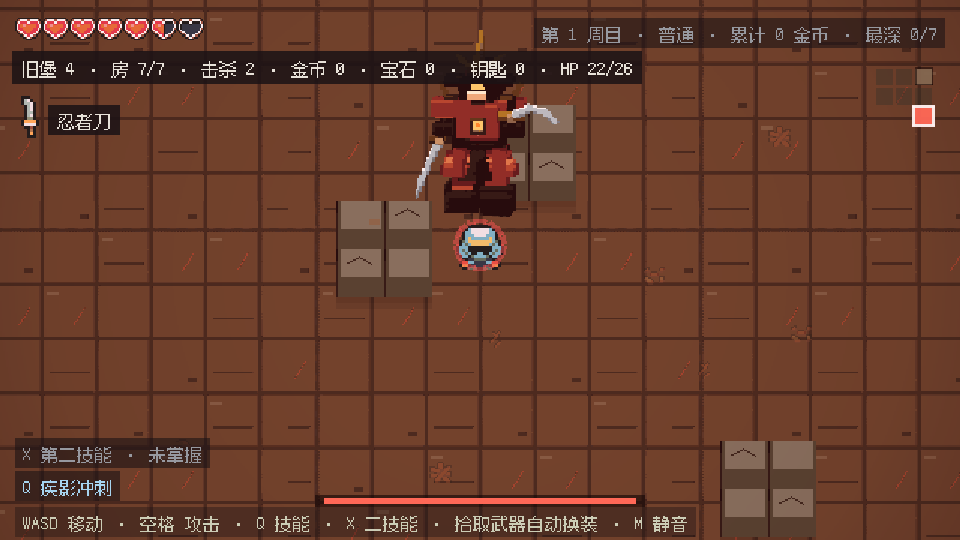 第 1 周目 · 普通 · 累计 0 金币 · 最深 0/7
旧堡 4 · 房 7/7 · 击杀 2 · 金币 0 · 宝石 0 · 钥匙 0 · HP 22/26
忍者刀
X 第二技能 · 未掌握
Q 疾影冲刺
WASD 移动 · 空格 攻击 · Q 技能 · X 二技能 · 拾取武器自动换装 · M 静音